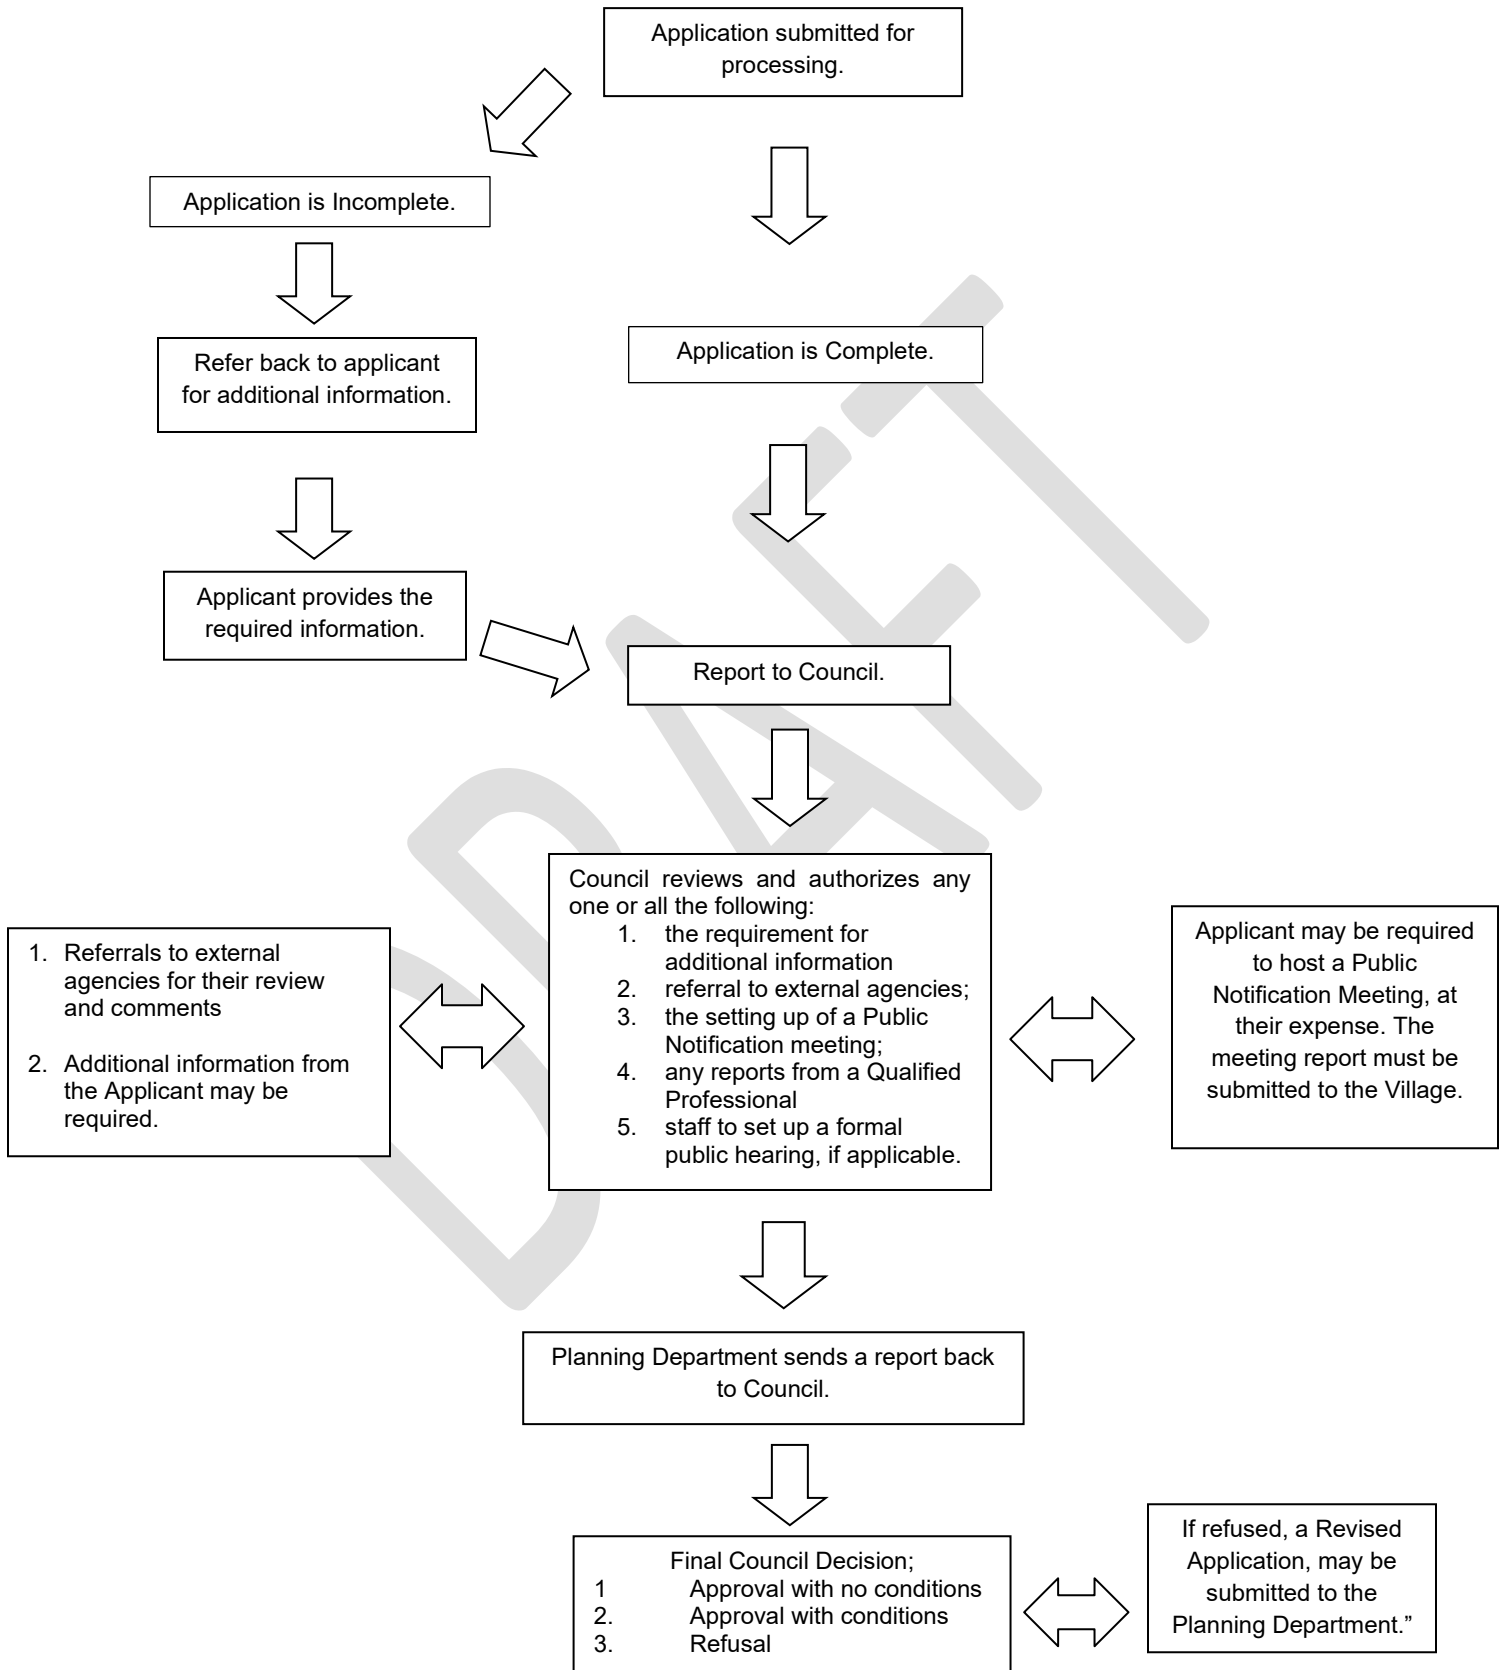 Application submitted for
processing.
Application is Incomplete.
Refer back to applicant
for additional information.
Application is Complete.
Applicant provides the
required information.
Report to Council.
Council reviews and authorizes any
one or all the following:
1. the requirement for
additional information
2. referral to external agencies;
3. the setting up of a Public
Notification meeting;
4. any reports from a Qualified
Professional
5. staff to set up a formal
public hearing, if applicable.
1. Referrals to external
agencies for their review
and comments
2. Additional information from
the Applicant may be
required.
Applicant may be required
to host a Public
Notification Meeting, at
their expense. The
meeting report must be
submitted to the Village.
Planning Department sends a report back
to Council.
Final Council Decision;
1 Approval with no conditions
2. Approval with conditions
3. Refusal
If refused, a Revised
Application, may be
submitted to the
Planning Department.”
DRAFT